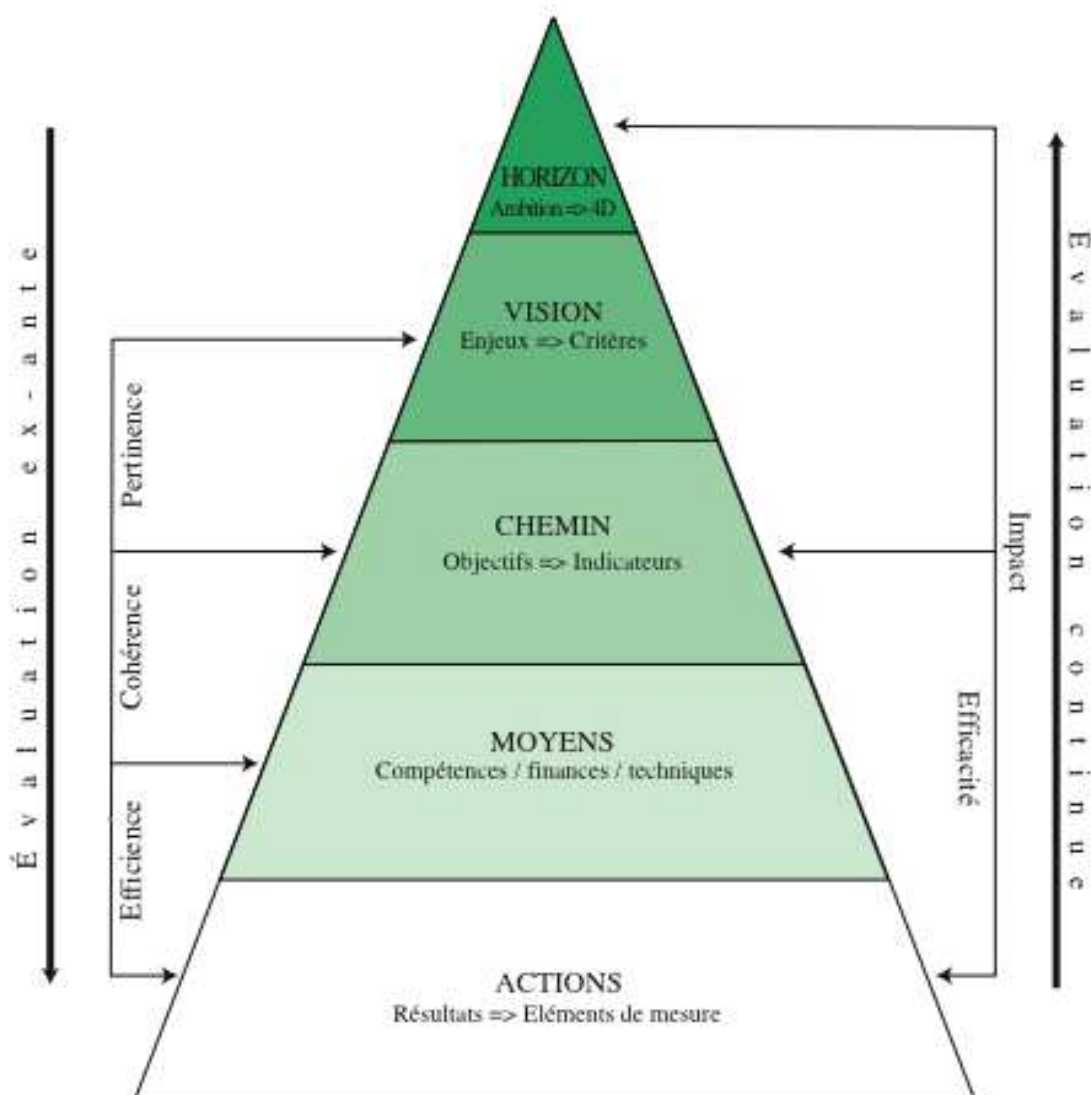 HORIZON
Ambition => 4D
VISION
Enjeux => Critères
CHEMIN
Objectifs => Indicateurs
MOYENS
Compétences / finances / techniques
ACTIONS
Résultats => Eléments de mesure
Évaluation ex-ante
Pertinence
Cohérence
Efficience
Impact
Efficacité
Evaluation continue